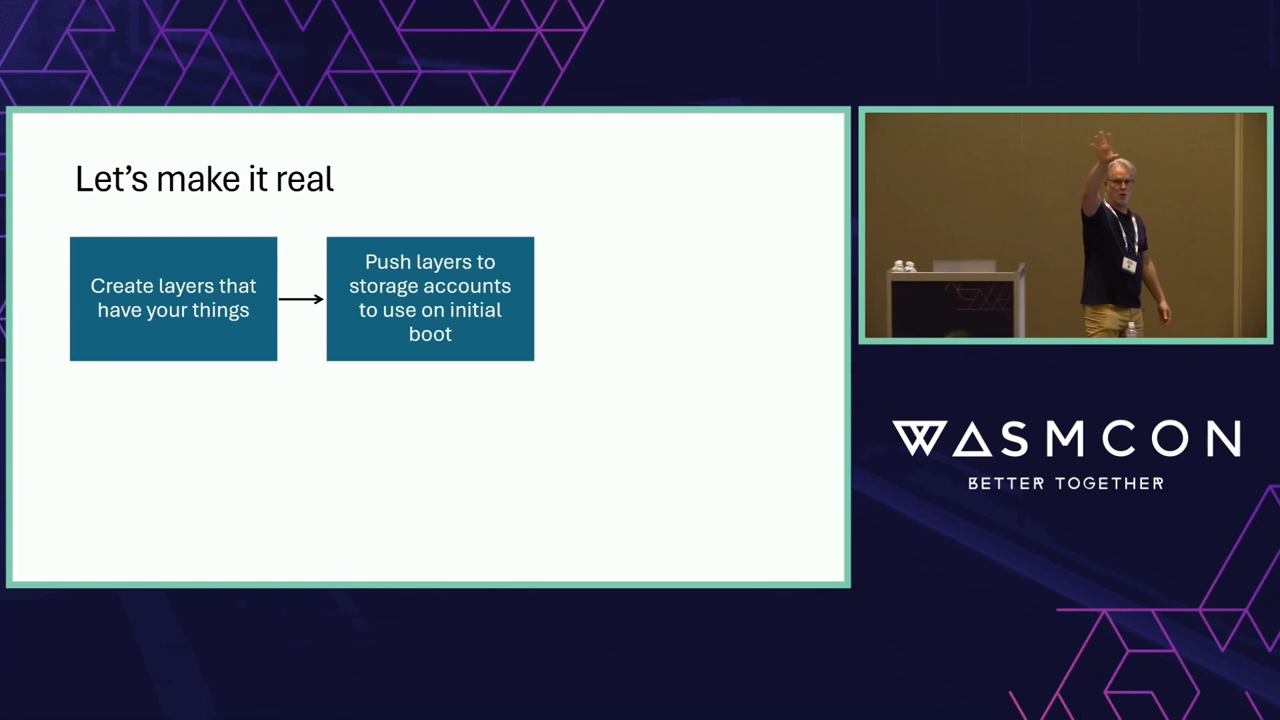 Let's make it real
Create layers that
have your things
Push layers to
storage accounts
to use on initial
boot
WASMCON
BETTER TOGETHER